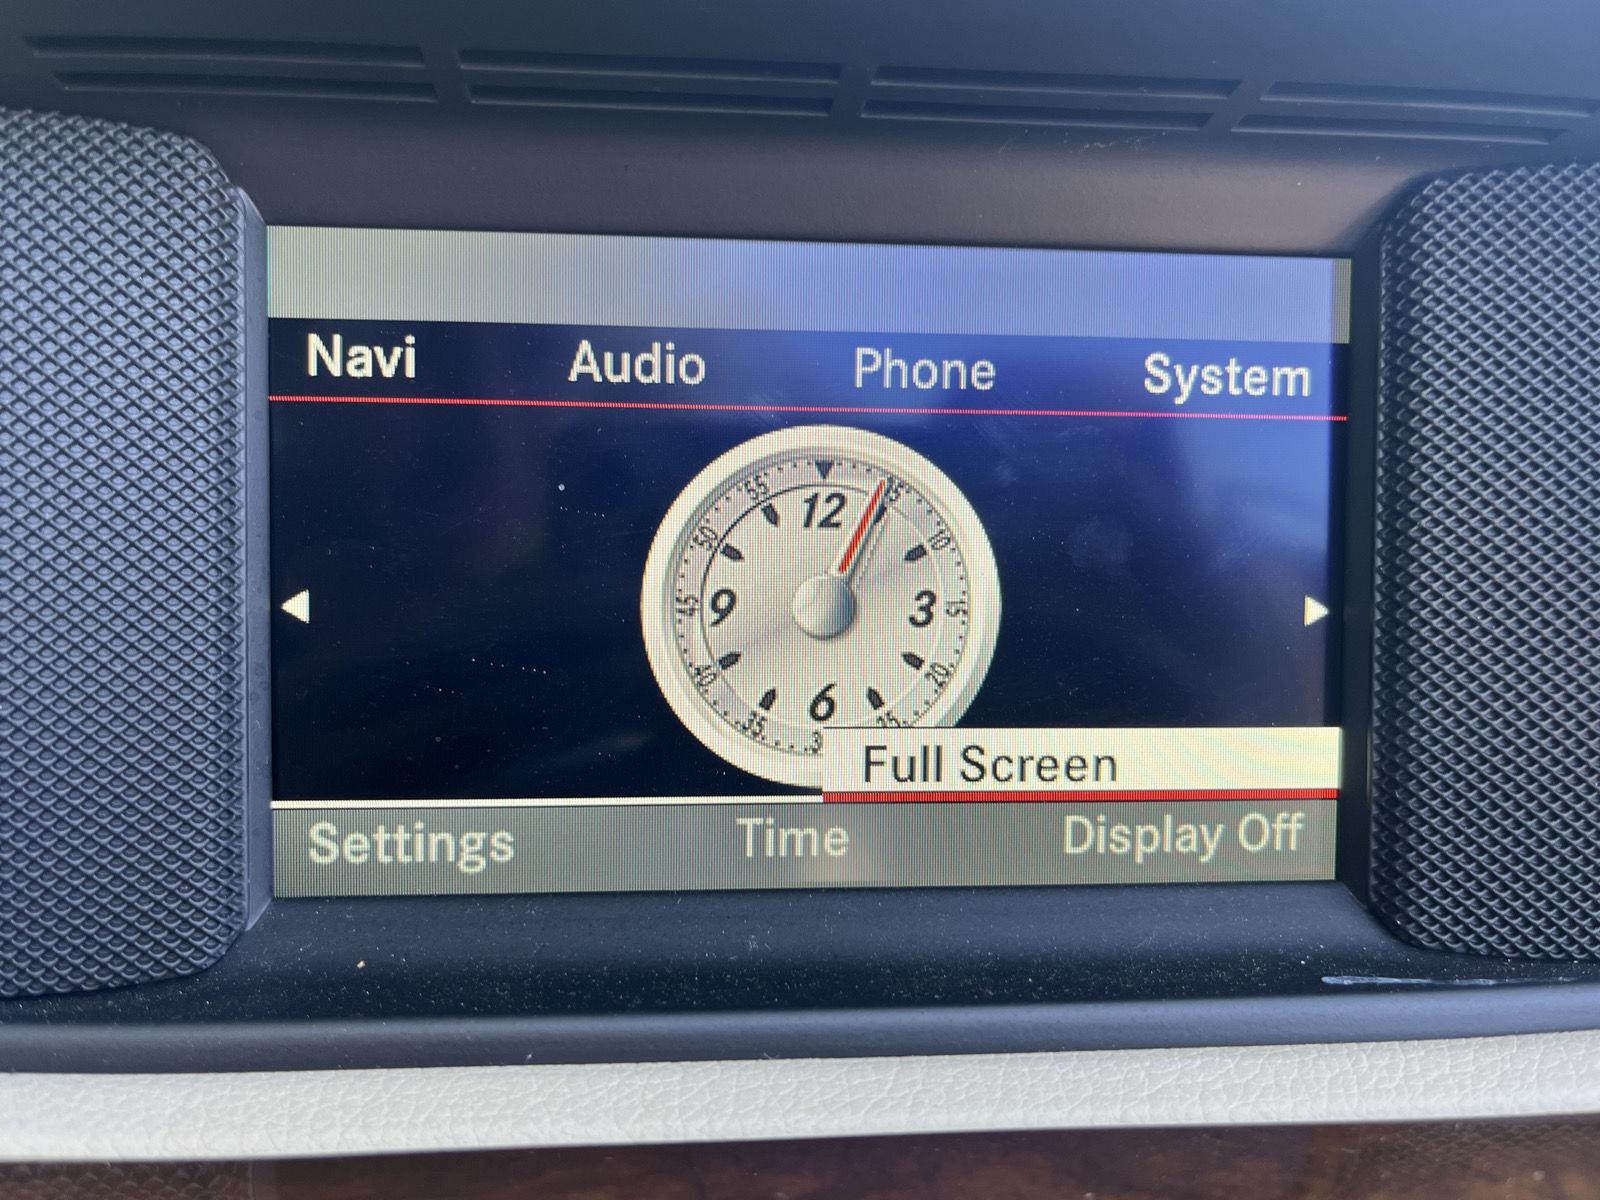 Navi Audio Phone System
55 12 5
50 10
45 9 3 15
40 20
35 6 25
Full Screen
Settings Time Display Off